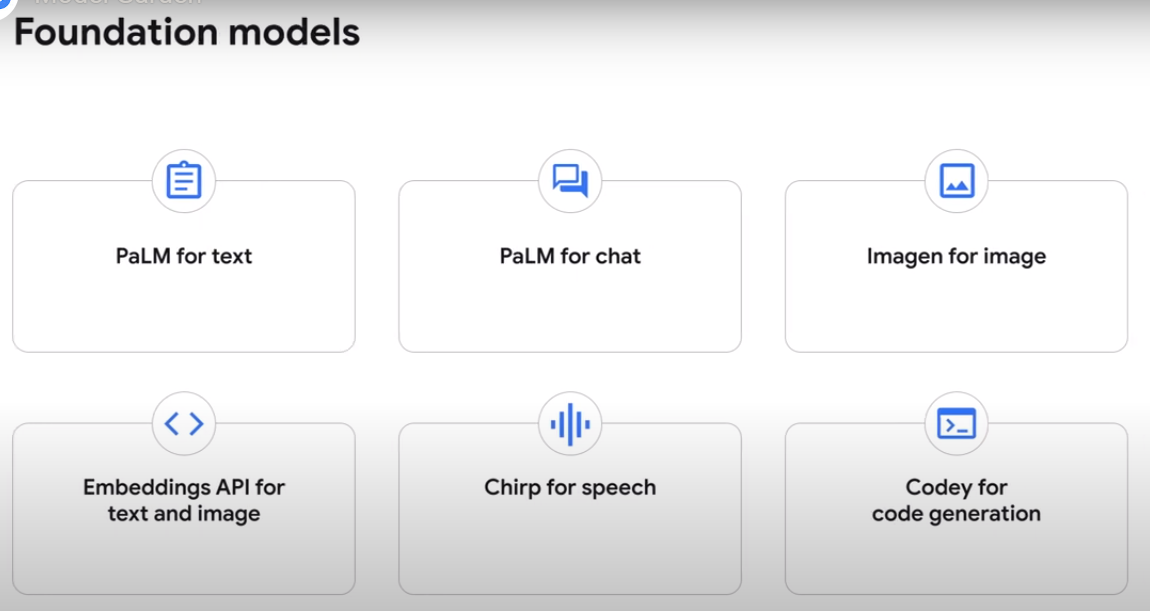 Model Garden
Foundation models
PaLM for text
PaLM for chat
Imagen for image
Embeddings API for
text and image
Chirp for speech
Codey for
code generation